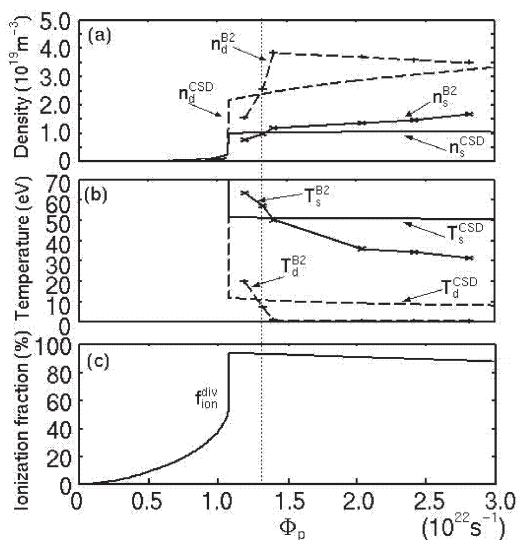 Density (10¹⁹m⁻³)
5.0
4.0
3.0
2.0
1.0
0
(a)
n_d^B2
n_d^CSD
n_s^B2
n_s^CSD
Temperature (eV)
70
60
50
40
30
20
10
0
(b)
T_s^B2
T_s^CSD
T_d^B2
T_d^CSD
Ionization fraction (%)
100
80
60
40
20
0
(c)
f_ion^div
0 0.5 1.0 1.5 2.0 2.5 3.0
Φ_p (10²²s⁻¹)